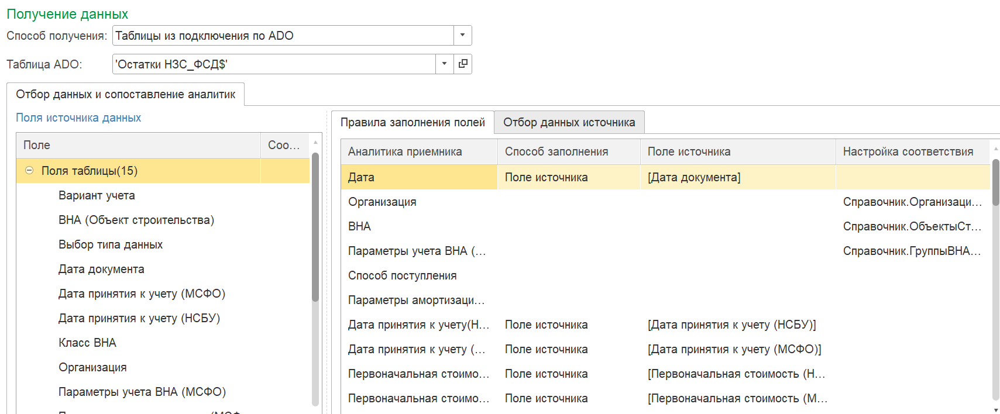 Получение данных
Способ получения: Таблицы из подключения по ADO
Таблица ADO: 'Остатки НЗС_ФСД$'
Отбор данных и сопоставление аналитик
Поля источника данных
Поле Соо...
Поля таблицы(15)
Вариант учета
ВНА (Объект строительства)
Выбор типа данных
Дата документа
Дата принятия к учету (МСФО)
Дата принятия к учету (НСБУ)
Класс ВНА
Организация
Параметры учета ВНА (МСФО)
Правила заполнения полей Отбор данных источника
Аналитика приемника Способ заполнения Поле источника Настройка соответствия
Дата Поле источника [Дата документа]
Организация Справочник.Организаци...
ВНА Справочник.ОбъектыСт...
Параметры учета ВНА (... Справочник.ГруппыВНА...
Способ поступления
Параметры амортизаци...
Дата принятия к учету(Н... Поле источника [Дата принятия к учету (НСБУ)]
Дата принятия к учету (... Поле источника [Дата принятия к учету (МСФО)]
Первоначальная стоимо... Поле источника [Первоначальная стоимость (Н...
Первоначальная стоимо... Поле источника [Первоначальная стоимость (М...